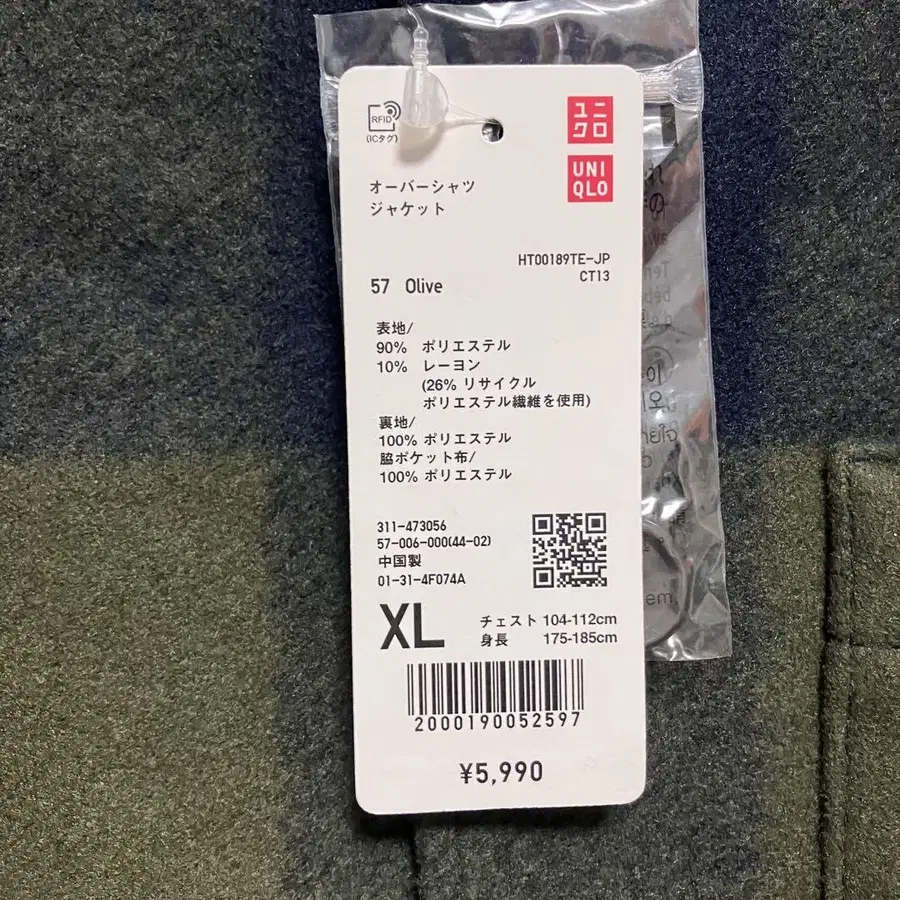 RFID
(ICタグ)
ユニ
クロ
UNI
QLO
オーバーシャツ
ジャケット
HT00189TE-JP
CT13
57 Olive
表地/
90% ポリエステル
10% レーヨン
(26% リサイクル
ポリエステル繊維を使用)
裏地/
100% ポリエステル
脇ポケット布/
100% ポリエステル
311-473056
57-006-000(44-02)
中国製
01-31-4F074A
XL
チェスト 104-112cm
身長 175-185cm
2000190052597
¥5,990
em.